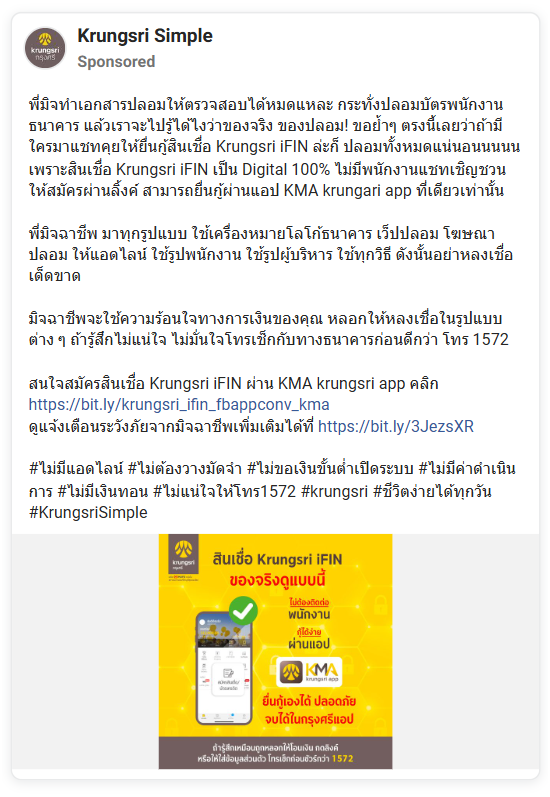 Krungsri Simple
Sponsored
krungsri
กรุงศรี
พี่มิจทำเอกสารปลอมให้ตรวจสอบได้หมดแหละ กระทั่งปลอมบัตรพนักงาน
ธนาคาร แล้วเราจะไปรู้ได้ไงว่าของจริง ของปลอม! ขอย้ำๆ ตรงนี้เลยว่าถ้ามี
ใครมาแชทคุยให้ยื่นกู้สินเชื่อ Krungsri iFIN ล่ะก็ ปลอมทั้งหมดแน่นอนนนนน
เพราะสินเชื่อ Krungsri iFIN เป็น Digital 100% ไม่มีพนักงานแชทเชิญชวน
ให้สมัครผ่านลิ้งค์ สามารถยื่นกู้ผ่านแอป KMA krungari app ที่เดียวเท่านั้น
พี่มิจฉาชีพ มาทุกรูปแบบ ใช้เครื่องหมายโลโก้ธนาคาร เว็ปปลอม โฆษณา
ปลอม ให้แอดไลน์ ใช้รูปพนักงาน ใช้รูปผู้บริหาร ใช้ทุกวิธี ดังนั้นอย่าหลงเชื่อ
เด็ดขาด
มิจฉาชีพจะใช้ความร้อนใจทางการเงินของคุณ หลอกให้หลงเชื่อในรูปแบบ
ต่าง ๆ ถ้ารู้สึกไม่แน่ใจ ไม่มั่นใจโทรเช็กกับทางธนาคารก่อนดีกว่า โทร 1572
สนใจสมัครสินเชื่อ Krungsri iFIN ผ่าน KMA krungsri app คลิก
https://bit.ly/krungsri_ifin_fbappconv_kma
ดูแจ้งเตือนระวังภัยจากมิจฉาชีพเพิ่มเติมได้ที่ https://bit.ly/3JezsXR
#ไม่มีแอดไลน์ #ไม่ต้องวางมัดจำ #ไม่ขอเงินขั้นต่ำเปิดระบบ #ไม่มีค่าดำเนิน
การ #ไม่มีเงินทอน #ไม่แน่ใจให้โทร1572 #krungsri #ชีวิตง่ายได้ทุกวัน
#KrungsriSimple
krungsri
กรุงศรี
สินเชื่อ Krungsri iFIN
ของจริงดูแบบนี้
ไม่ต้องติดต่อ
พนักงาน
กู้ได้ง่าย
ผ่านแอป
KMA
krungsri app
ยื่นกู้เองได้ ปลอดภัย
จบได้ในกรุงศรีแอป
ถ้ารู้สึกเหมือนถูกหลอกให้โอนเงิน กดลิงค์
หรือให้ใส่ข้อมูลส่วนตัว โทรเช็กก่อนชัวร์กว่า 1572